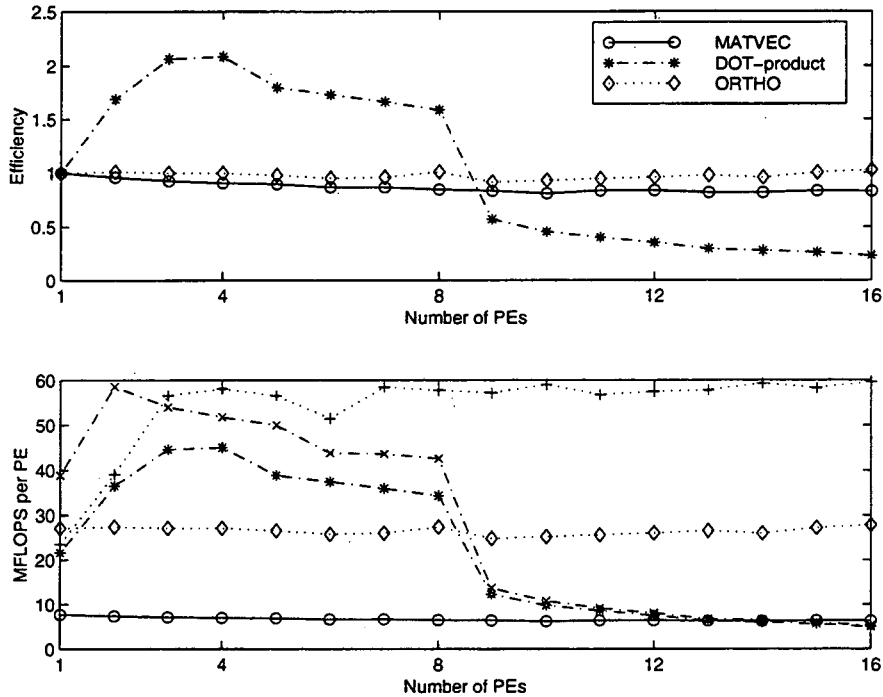 2.5
2
1.5
1
0.5
0
Efficiency
MATVEC
DOT-product
ORTHO
1 4 8 12 16
Number of PEs
60
50
40
30
20
10
0
MFLOPS per PE
1 4 8 12 16
Number of PEs